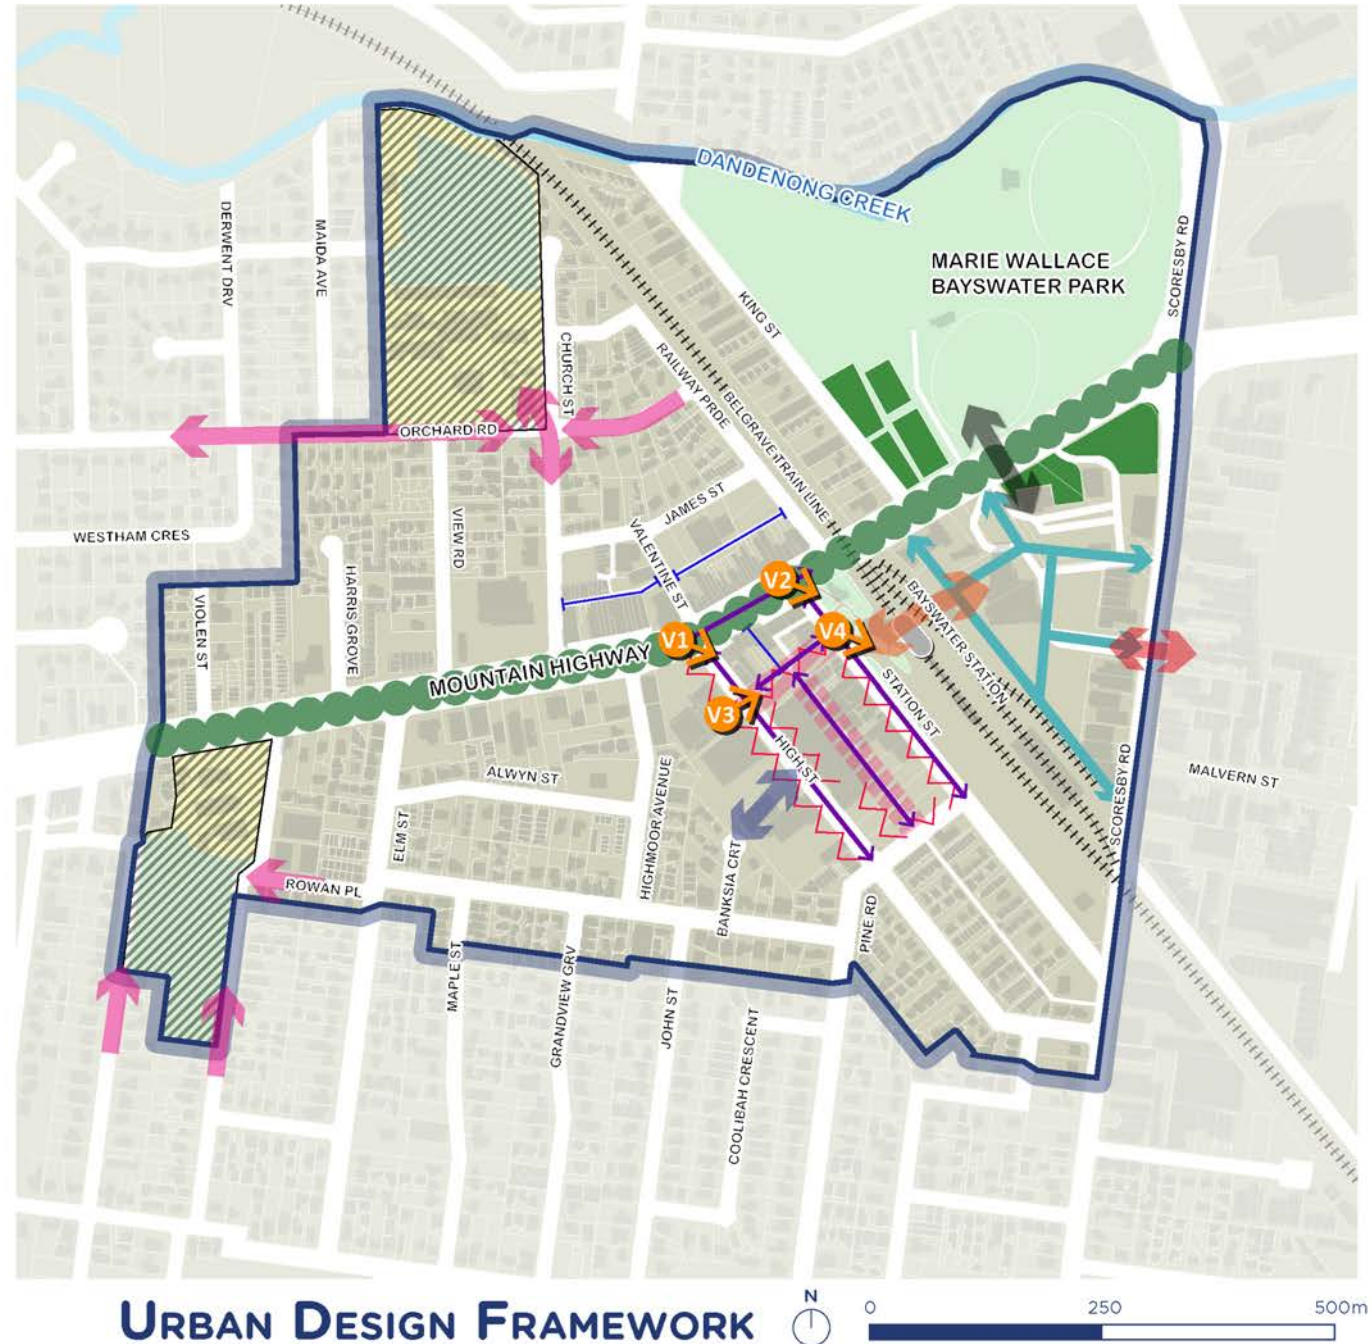 DANDENONG CREEK
MARIE WALLACE
BAYSWATER PARK
DERWENT DRV
MAIDA AVE
SCORESBY RD
KING ST
CHURCH ST
RAILWAY PRDE
BELGRAVE TRAIN LINE
ORCHARD RD
WESTHAM CRES
VIEW RD
JAMES ST
VALENTINE ST
VIOLEN ST
HARRIS GROVE
V2
V1
V4
V3
BAYSWATER STATION
MOUNTAIN HIGHWAY
STATION ST
HIGH ST
ALWYN ST
MALVERN ST
SCORESBY RD
ELM ST
HIGHMOOR AVENUE
BANKSIA CRT
ROWAN PL
PINE RD
MAPLE ST
GRANDVIEW GRV
JOHN ST
COOLIBAH CRESCENT
URBAN DESIGN FRAMEWORK
N
0 250 500m